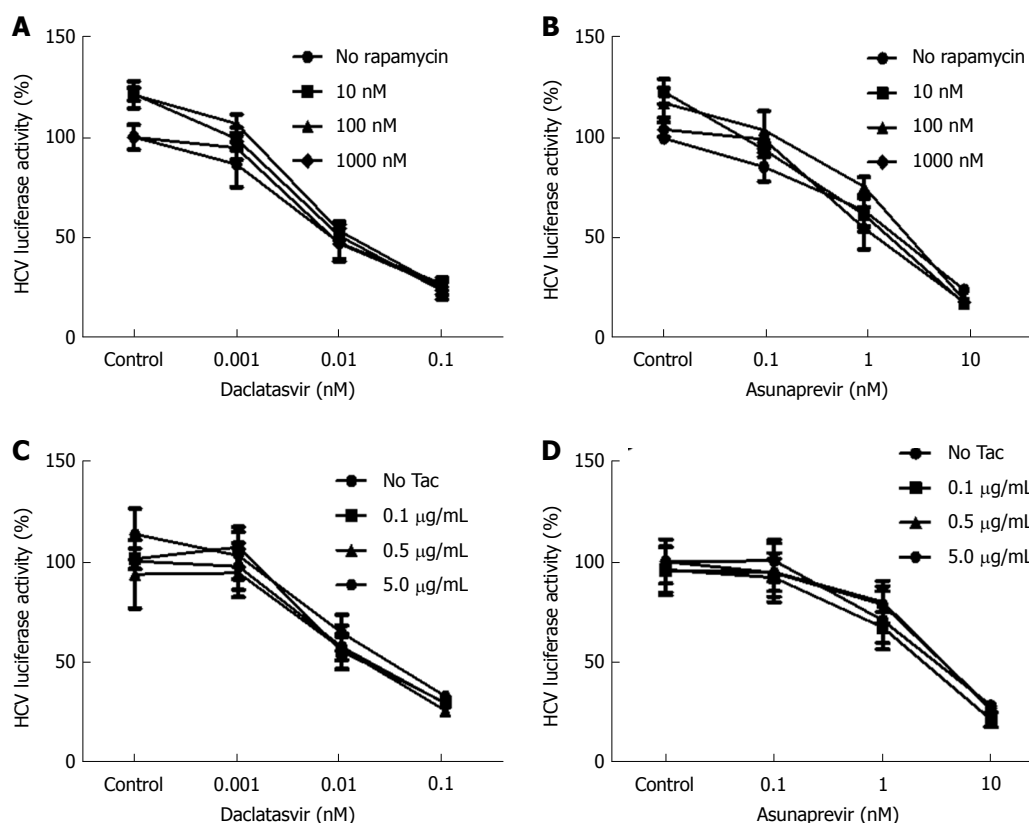 A
HCV luciferase activity (%)
150
100
50
0
No rapamycin
10 nM
100 nM
1000 nM
Control 0.001 0.01 0.1
Daclatasvir (nM)
B
HCV luciferase activity (%)
150
100
50
0
No rapamycin
10 nM
100 nM
1000 nM
Control 0.1 1 10
Asunaprevir (nM)
C
HCV luciferase activity (%)
150
100
50
0
No Tac
0.1 μg/mL
0.5 μg/mL
5.0 μg/mL
Control 0.001 0.01 0.1
Daclatasvir (nM)
D
HCV luciferase activity (%)
150
100
50
0
No Tac
0.1 μg/mL
0.5 μg/mL
5.0 μg/mL
Control 0.1 1 10
Asunaprevir (nM)